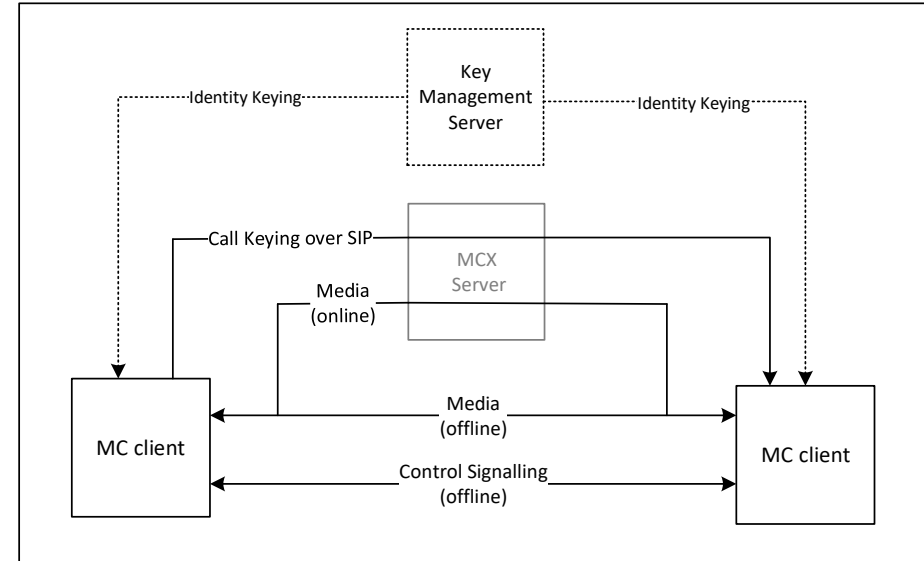 Key
Management
Server
Identity Keying
Identity Keying
Call Keying over SIP
MCX
Server
Media
(online)
Media
(offline)
MC client
MC client
Control Signalling
(offline)